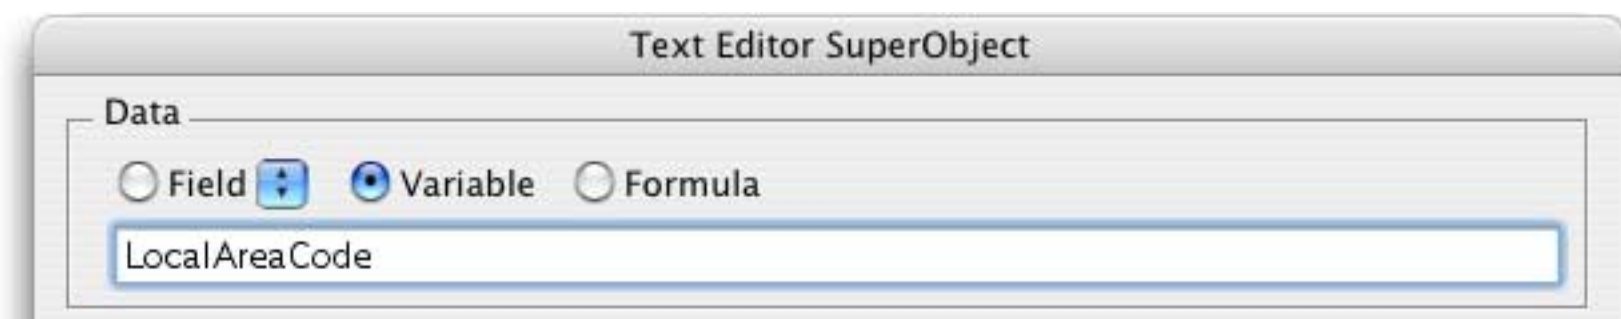 Text Editor SuperObject
Data
Field Variable Formula
LocalAreaCode